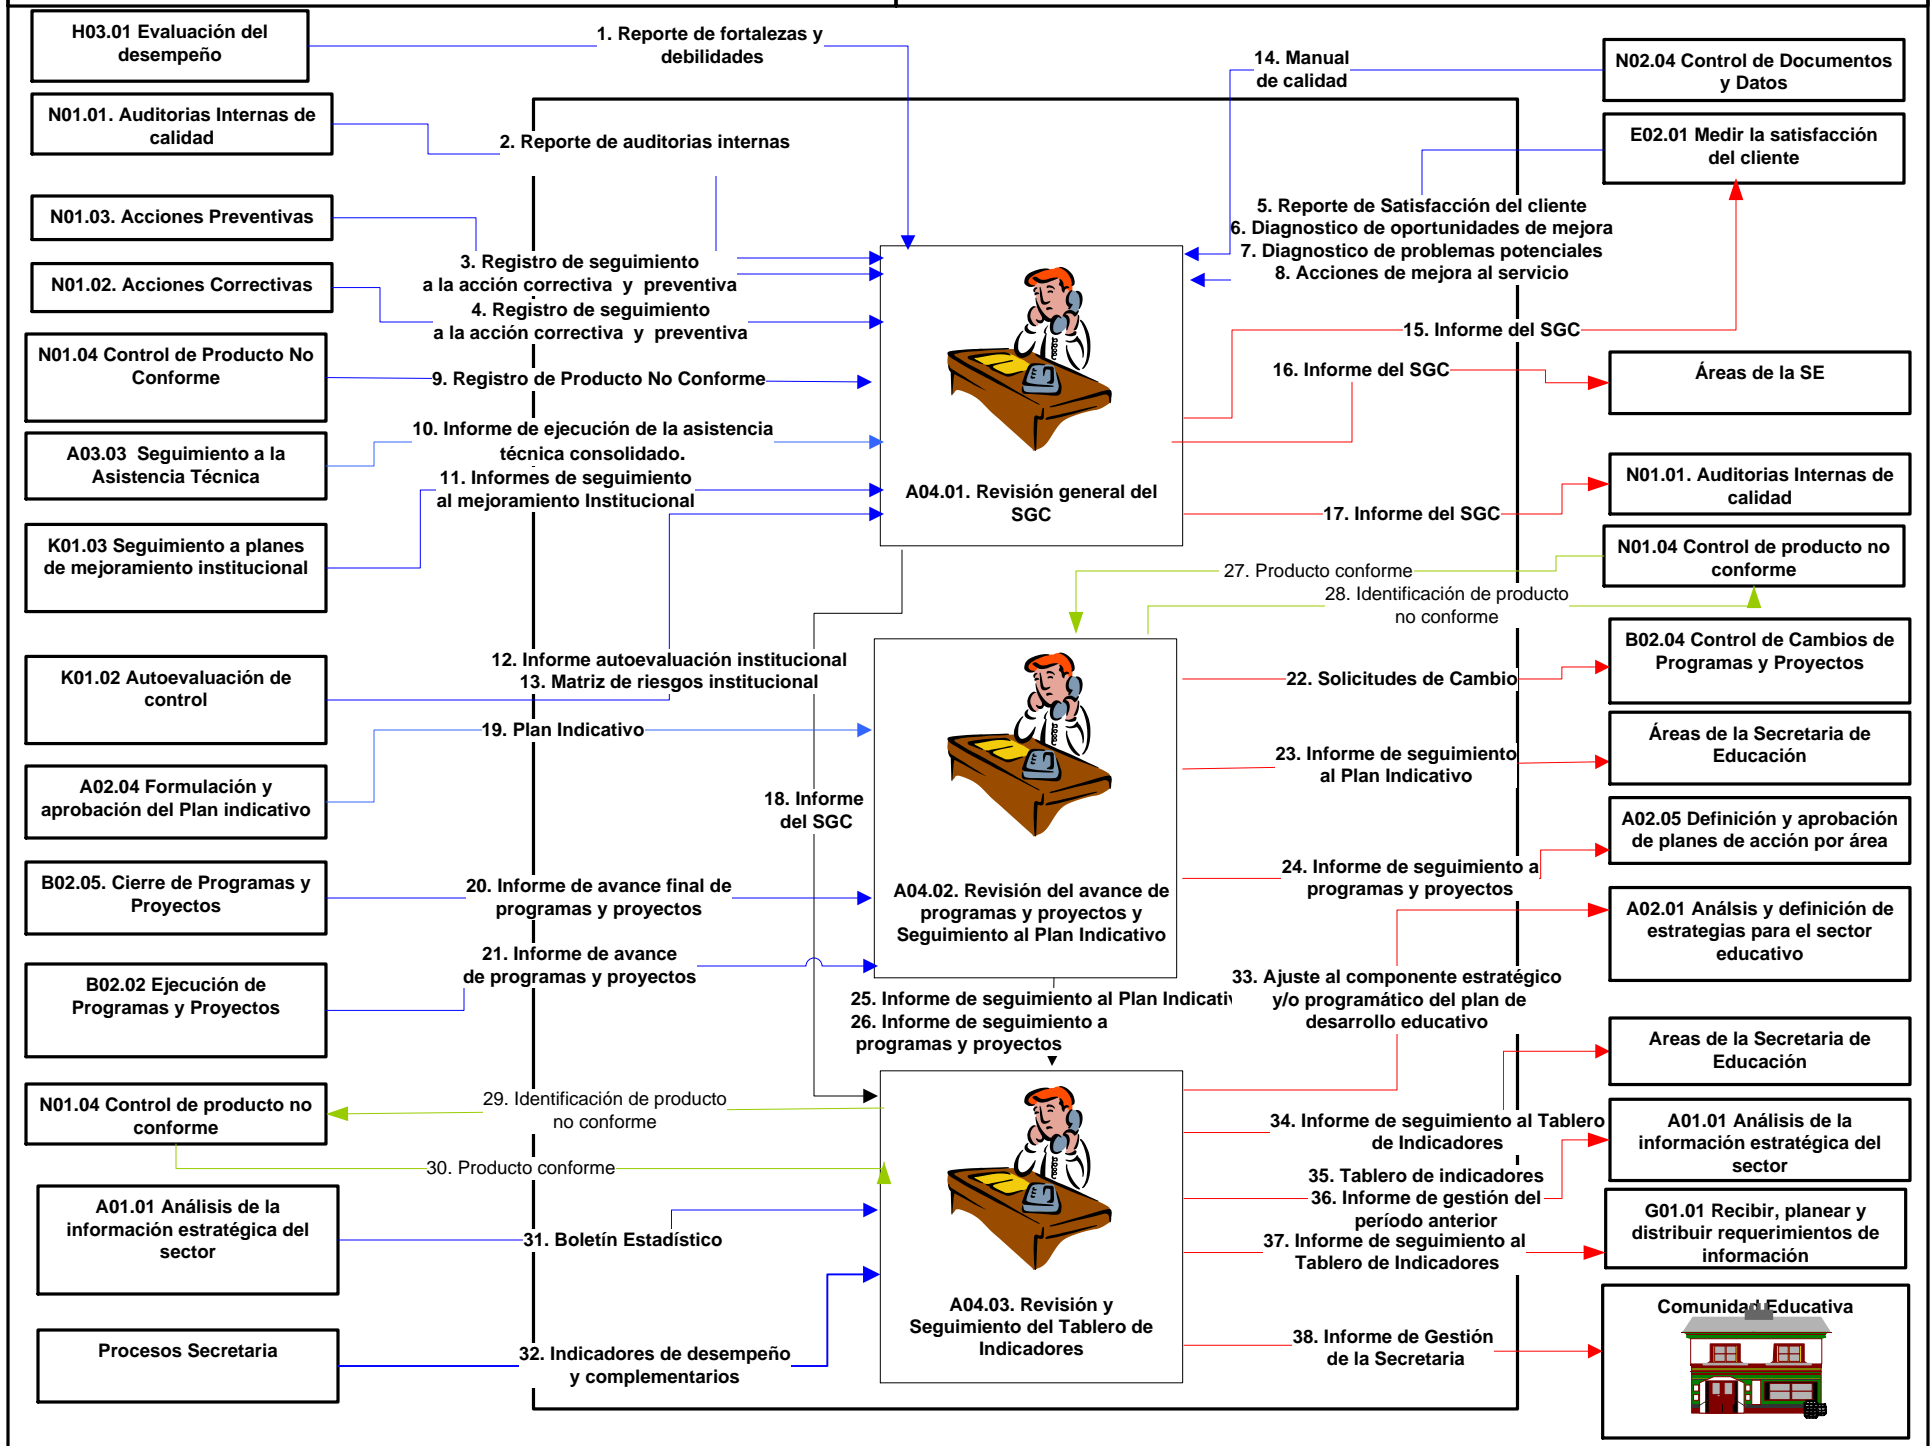 H03.01 Evaluación del
desempeño
1. Reporte de fortalezas y
debilidades
14. Manual
de calidad
N02.04 Control de Documentos
y Datos
N01.01. Auditorias Internas de
calidad
2. Reporte de auditorias internas
E02.01 Medir la satisfacción
del cliente
N01.03. Acciones Preventivas
5. Reporte de Satisfacción del cliente
6. Diagnostico de oportunidades de mejora
7. Diagnostico de problemas potenciales
8. Acciones de mejora al servicio
3. Registro de seguimiento
a la acción correctiva y preventiva
N01.02. Acciones Correctivas
4. Registro de seguimiento
a la acción correctiva y preventiva
15. Informe del SGC
N01.04 Control de Producto No
Conforme
9. Registro de Producto No Conforme
16. Informe del SGC
Áreas de la SE
A03.03 Seguimiento a la
Asistencia Técnica
10. Informe de ejecución de la asistencia
técnica consolidado.
11. Informes de seguimiento
al mejoramiento Institucional
A04.01. Revisión general del
SGC
17. Informe del SGC
N01.01. Auditorias Internas de
calidad
K01.03 Seguimiento a planes
de mejoramiento institucional
N01.04 Control de producto no
conforme
27. Producto conforme
28. Identificación de producto
no conforme
12. Informe autoevaluación institucional
13. Matriz de riesgos institucional
K01.02 Autoevaluación de
control
22. Solicitudes de Cambio
B02.04 Control de Cambios de
Programas y Proyectos
19. Plan Indicativo
23. Informe de seguimiento
al Plan Indicativo
Áreas de la Secretaria de
Educación
A02.04 Formulación y
aprobación del Plan indicativo
18. Informe
del SGC
A02.05 Definición y aprobación
de planes de acción por área
24. Informe de seguimiento a
programas y proyectos
B02.05. Cierre de Programas y
Proyectos
20. Informe de avance final de
programas y proyectos
A04.02. Revisión del avance de
programas y proyectos y
Seguimiento al Plan Indicativo
A02.01 Análsis y definición de
estrategias para el sector
educativo
21. Informe de avance
de programas y proyectos
B02.02 Ejecución de
Programas y Proyectos
25. Informe de seguimiento al Plan Indicati
26. Informe de seguimiento a
programas y proyectos
33. Ajuste al componente estratégico
y/o programático del plan de
desarrollo educativo
Areas de la Secretaria de
Educación
N01.04 Control de producto no
conforme
29. Identificación de producto
no conforme
30. Producto conforme
34. Informe de seguimiento al Tablero
de Indicadores
A01.01 Análisis de la
información estratégica del
sector
35. Tablero de indicadores
36. Informe de gestión del
período anterior
A01.01 Análisis de la
información estratégica del
sector
31. Boletín Estadístico
37. Informe de seguimiento al
Tablero de Indicadores
G01.01 Recibir, planear y
distribuir requerimientos de
información
A04.03. Revisión y
Seguimiento del Tablero de
Indicadores
Comunidad Educativa
Procesos Secretaria
32. Indicadores de desempeño
y complementarios
38. Informe de Gestión
de la Secretaria